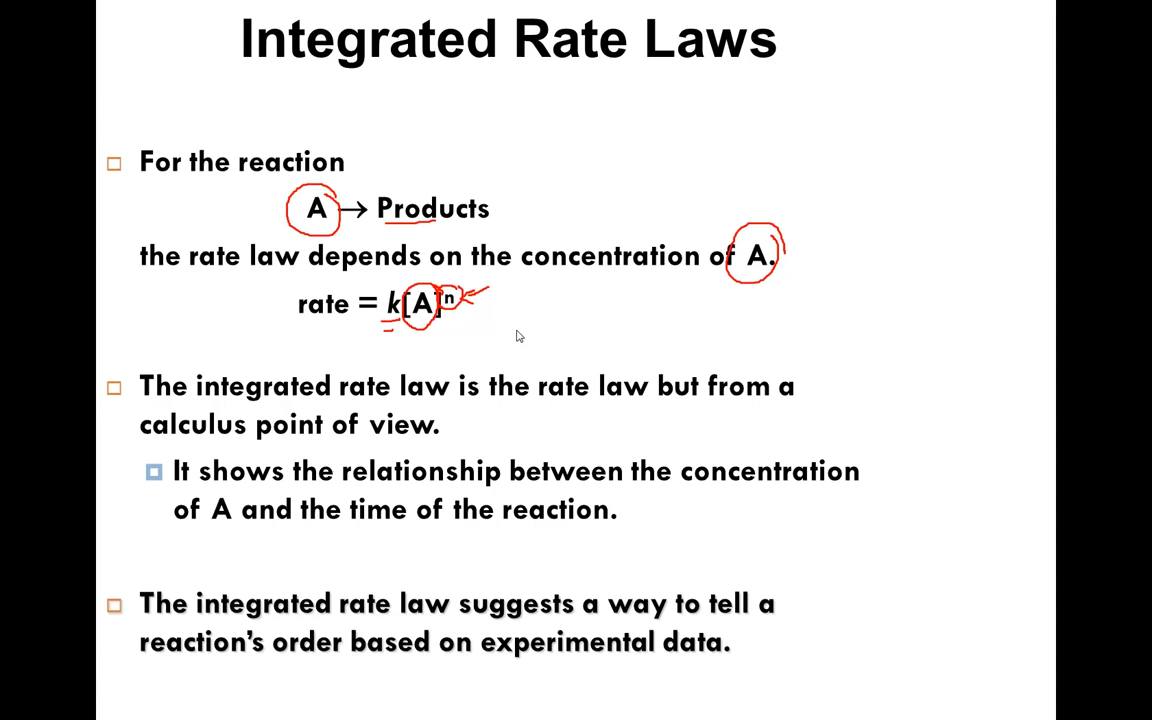 Integrated Rate Laws
For the reaction
A → Products
the rate law depends on the concentration of A.
rate = k[A]ⁿ
The integrated rate law is the rate law but from a
calculus point of view.
It shows the relationship between the concentration
of A and the time of the reaction.
The integrated rate law suggests a way to tell a
reaction’s order based on experimental data.